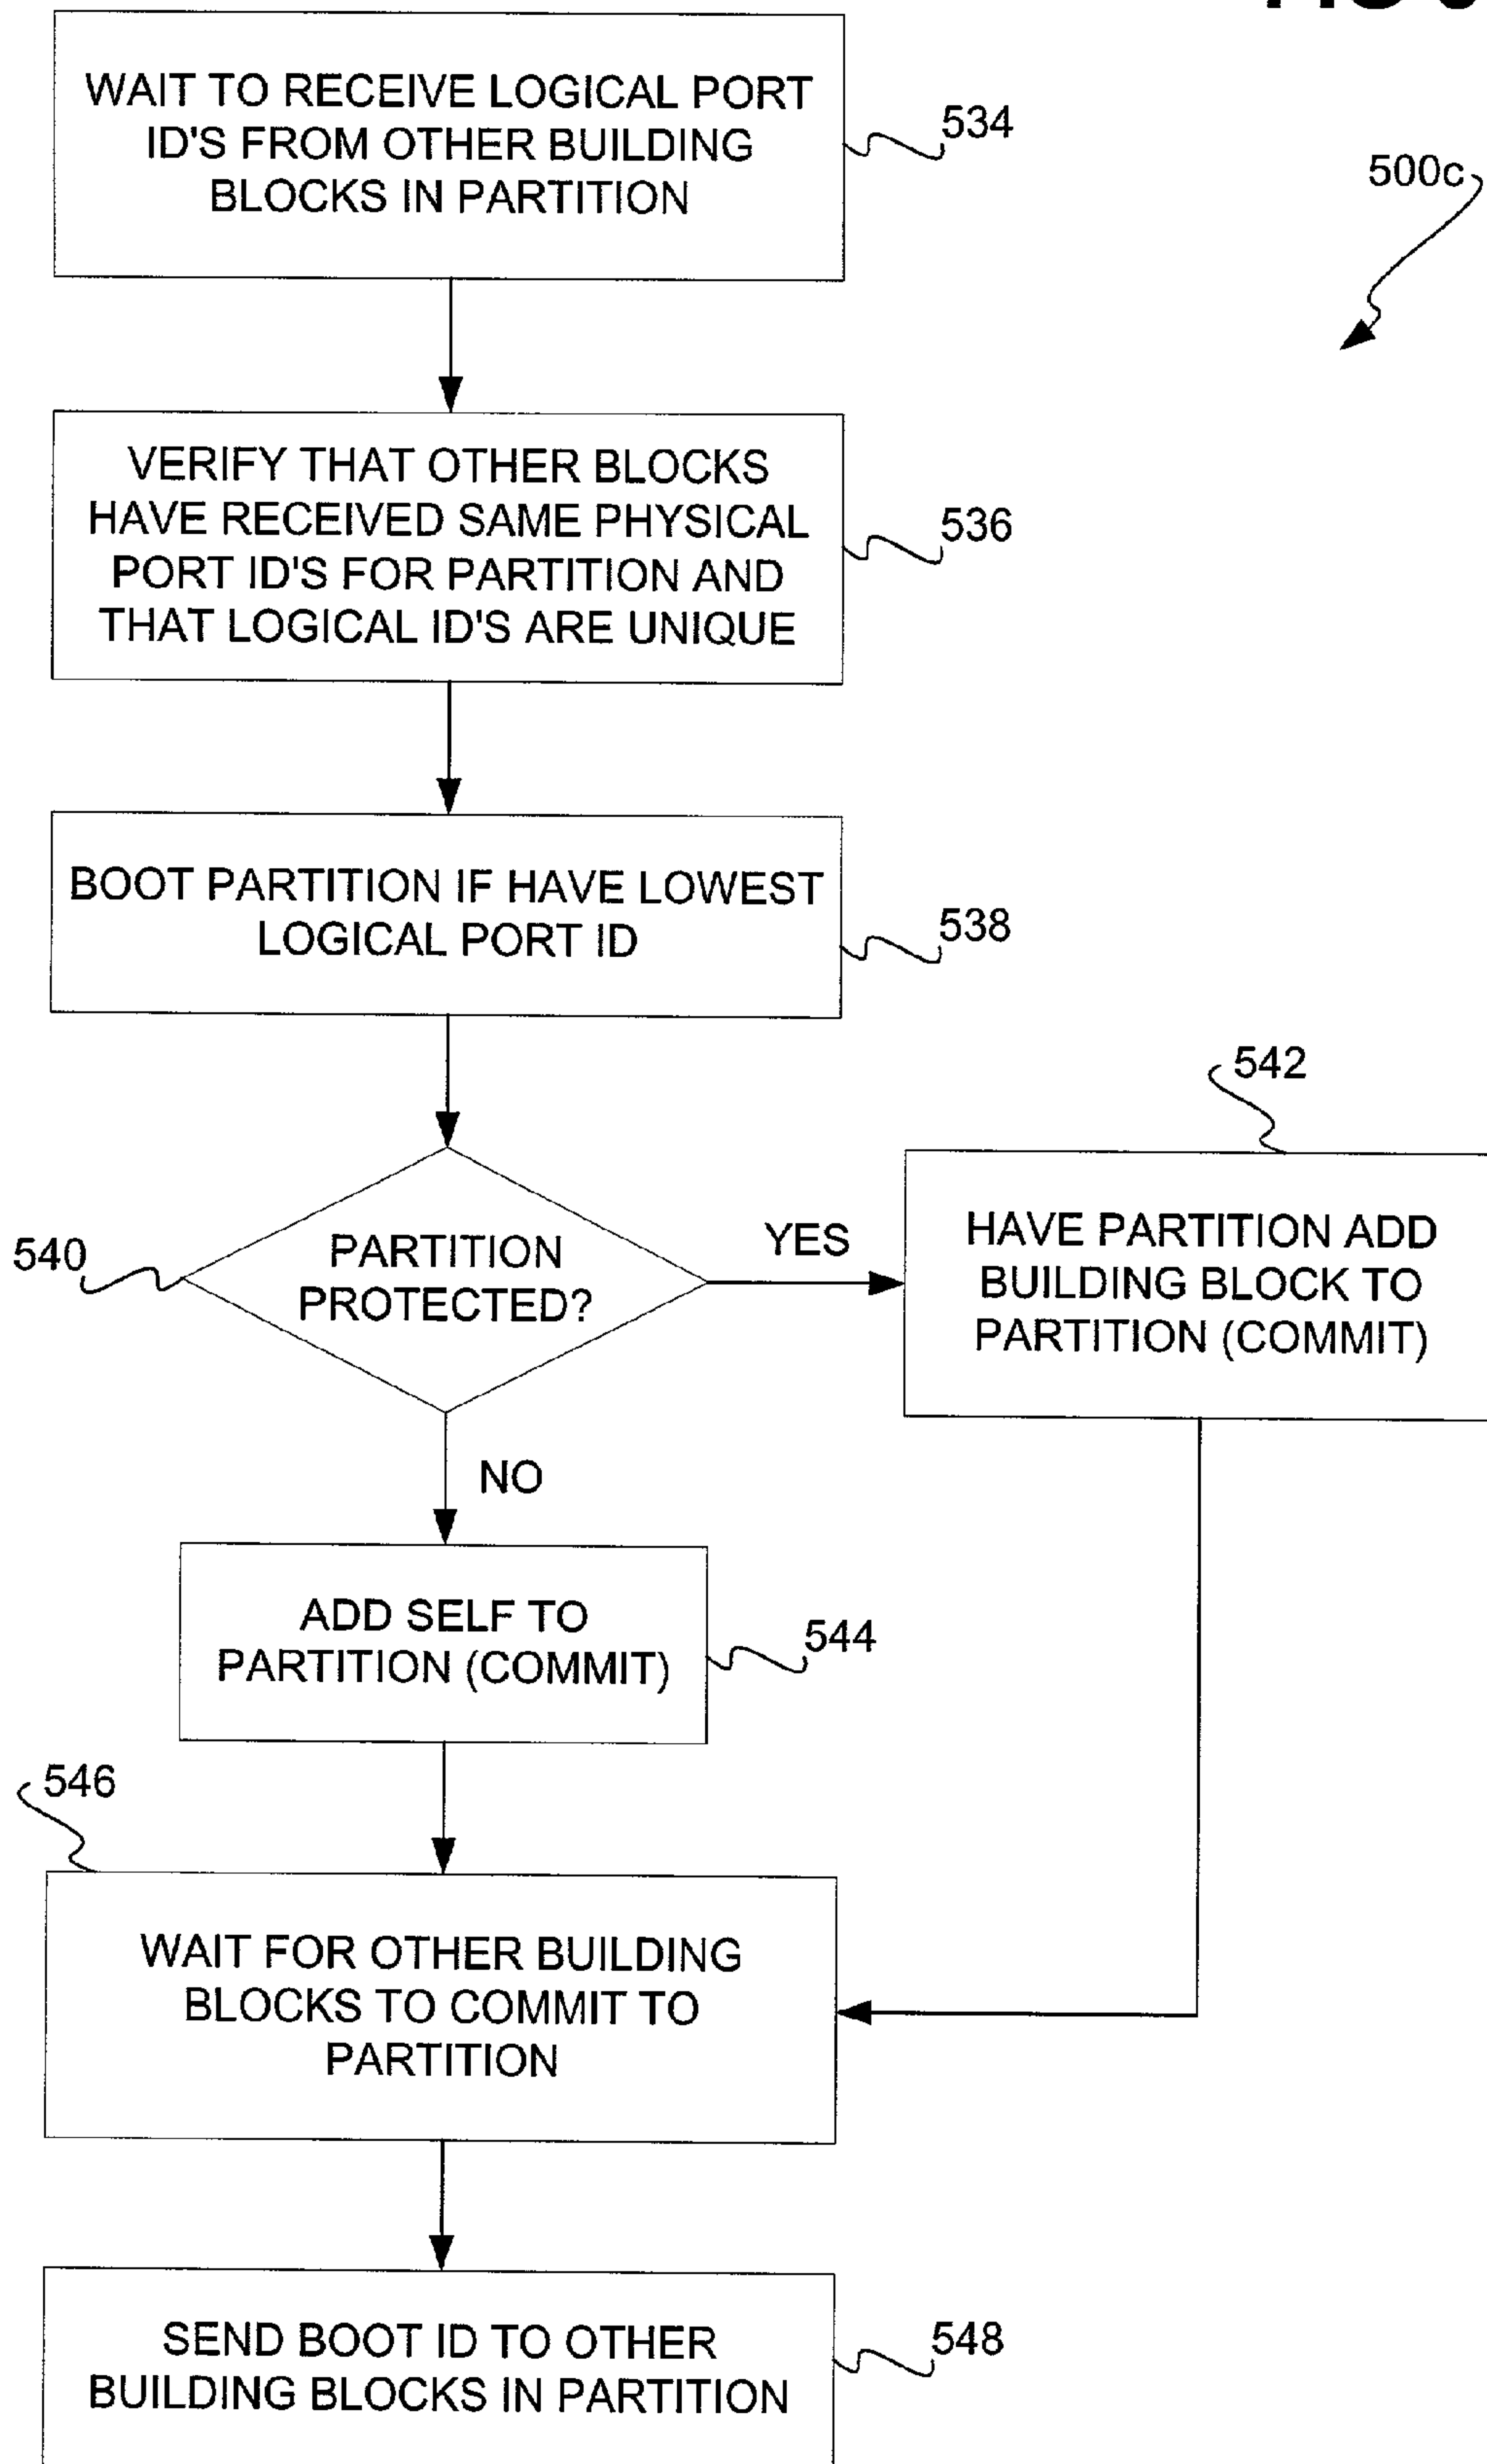 WAIT TO RECEIVE LOGICAL PORT
ID'S FROM OTHER BUILDING
BLOCKS IN PARTITION
534
500c
VERIFY THAT OTHER BLOCKS
HAVE RECEIVED SAME PHYSICAL
PORT ID'S FOR PARTITION AND
THAT LOGICAL ID'S ARE UNIQUE
536
BOOT PARTITION IF HAVE LOWEST
LOGICAL PORT ID
538
540
PARTITION
PROTECTED?
YES
542
HAVE PARTITION ADD
BUILDING BLOCK TO
PARTITION (COMMIT)
NO
ADD SELF TO
PARTITION (COMMIT)
544
546
WAIT FOR OTHER BUILDING
BLOCKS TO COMMIT TO
PARTITION
SEND BOOT ID TO OTHER
BUILDING BLOCKS IN PARTITION
548